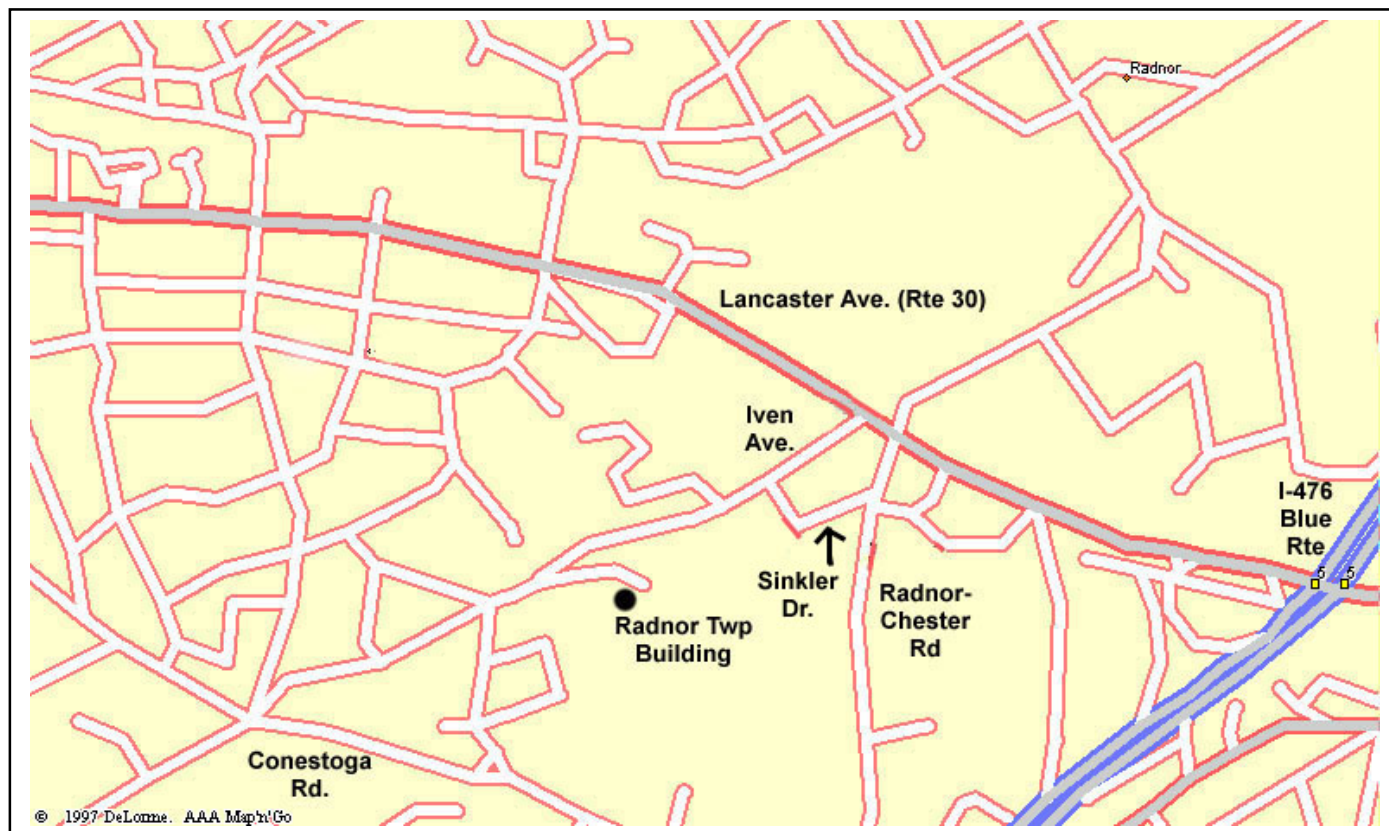 Radnor
Lancaster Ave. (Rte 30)
Iven
Ave.
I-476
Blue
Rte
5 5
Sinkler
Dr.
Radnor-
Chester
Rd
Radnor Twp
Building
Conestoga
Rd.
© 1997 DeLorme. AAA Map'n'Go